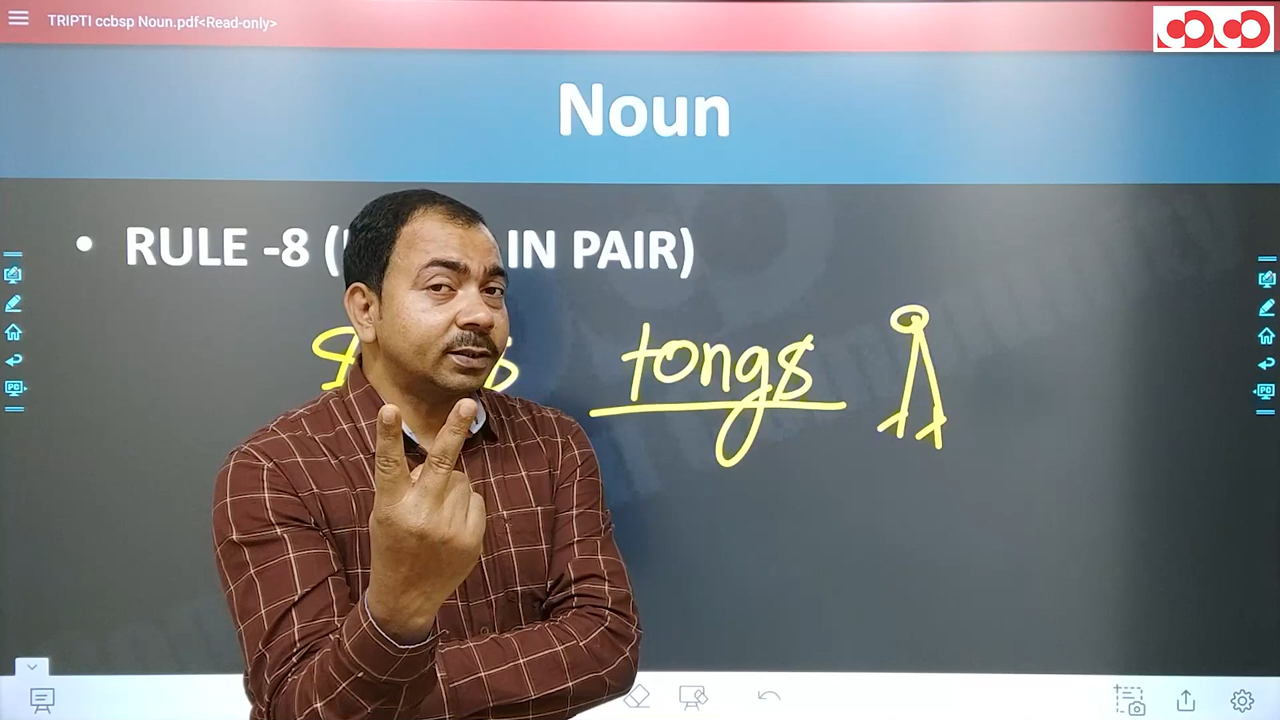 TRIPTI ccbsp Noun.pdf<Read-only>
Noun
• RULE -8 ( IN PAIR)
tongs